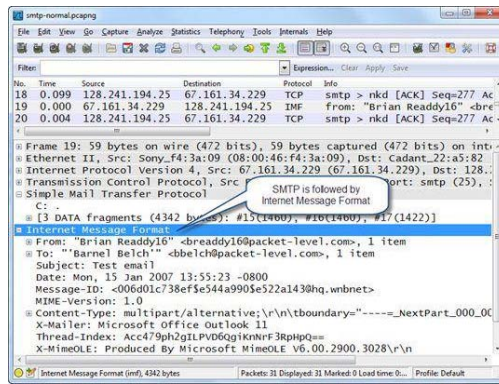 smtp-normal.pcapng
File Edit View Go Capture Analyze Statistics Telephony Tools Internals Help
Filter: Expression... Clear Apply Save
No. Time Source Destination Protocol Info
18 0.099 128.241.194.25 67.161.34.229 TCP smtp > nkd [ACK] Seq=277 Ac
19 0.000 67.161.34.229 128.241.194.25 IMF from: "Brian Readdy16" <bre
20 0.004 128.241.194.25 67.161.34.229 TCP smtp > nkd [ACK] Seq=277 Ac
Frame 19: 59 bytes on wire (472 bits), 59 bytes captured (472 bits) on int
Ethernet II, Src: Sony_f4:3a:09 (08:00:46:f4:3a:09), Dst: Cadant_22:a5:82
Internet Protocol Version 4, Src: 67.161.34.229 (67.161.34.229), Dst: 128.
Transmission Control Protocol, Src ort: smtp (25),
SMTP is followed by
Internet Message Format
Simple Mail Transfer Protocol
C: .
[3 DATA fragments (4342 bytes): #15(1460), #16(1460), #17(1422)]
Internet Message Format
From: "Brian Readdy16" <breaddy16@packet-level.com>, 1 item
To: "'Barnel Belch'" <bbelch@packet-level.com>, 1 item
Subject: Test email
Date: Mon, 15 Jan 2007 13:55:23 -0800
Message-ID: <006d01c738ef$e544a990$e522a143@hq.wnbnet>
MIME-Version: 1.0
Content-Type: multipart/alternative;\r\n\tboundary="----=_NextPart_000_00
X-Mailer: Microsoft Office Outlook 11
Thread-Index: Acc479ph2gILPVD6QgiKnNrF3RpHpQ==
X-MimeOLE: Produced By Microsoft MimeOLE V6.00.2900.3028\r\n
Internet Message Format (imf), 4342 bytes Packets: 31 Displayed: 31 Marked: 0 Load time: 0:... Profile: Default